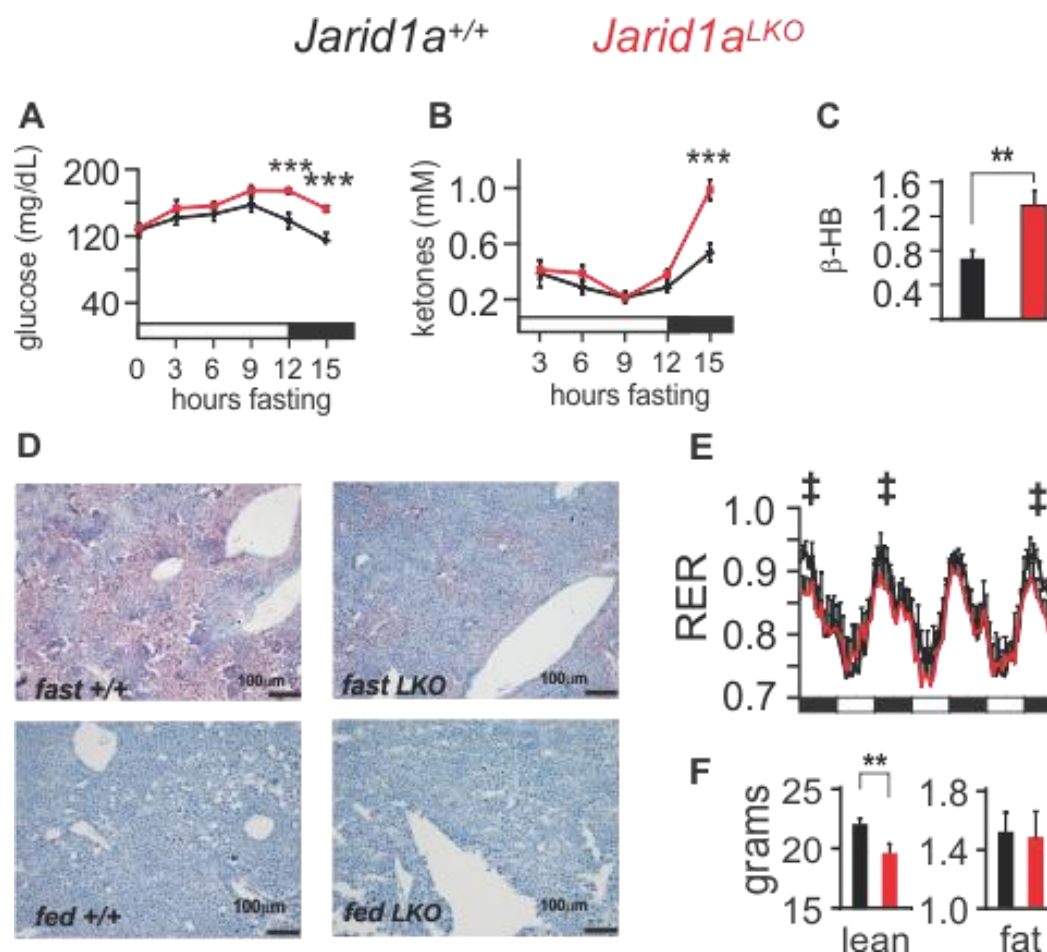 Jarid1a+/+ Jarid1aLKO
A
glucose (mg/dL)
200
120
40
***
***
0 3 6 9 12 15
hours fasting
B
ketones (mM)
1.0
0.6
0.2
***
3 6 9 12 15
hours fasting
C
β-HB
1.6
1.2
0.8
0.4
**
D
fast +/+
100μm
fast LKO
100μm
fed +/+
100μm
fed LKO
100μm
E
RER
1.0
0.9
0.8
0.7
‡ ‡ ‡
F
grams
25
20
15
**
lean
1.8
1.4
1.0
fat